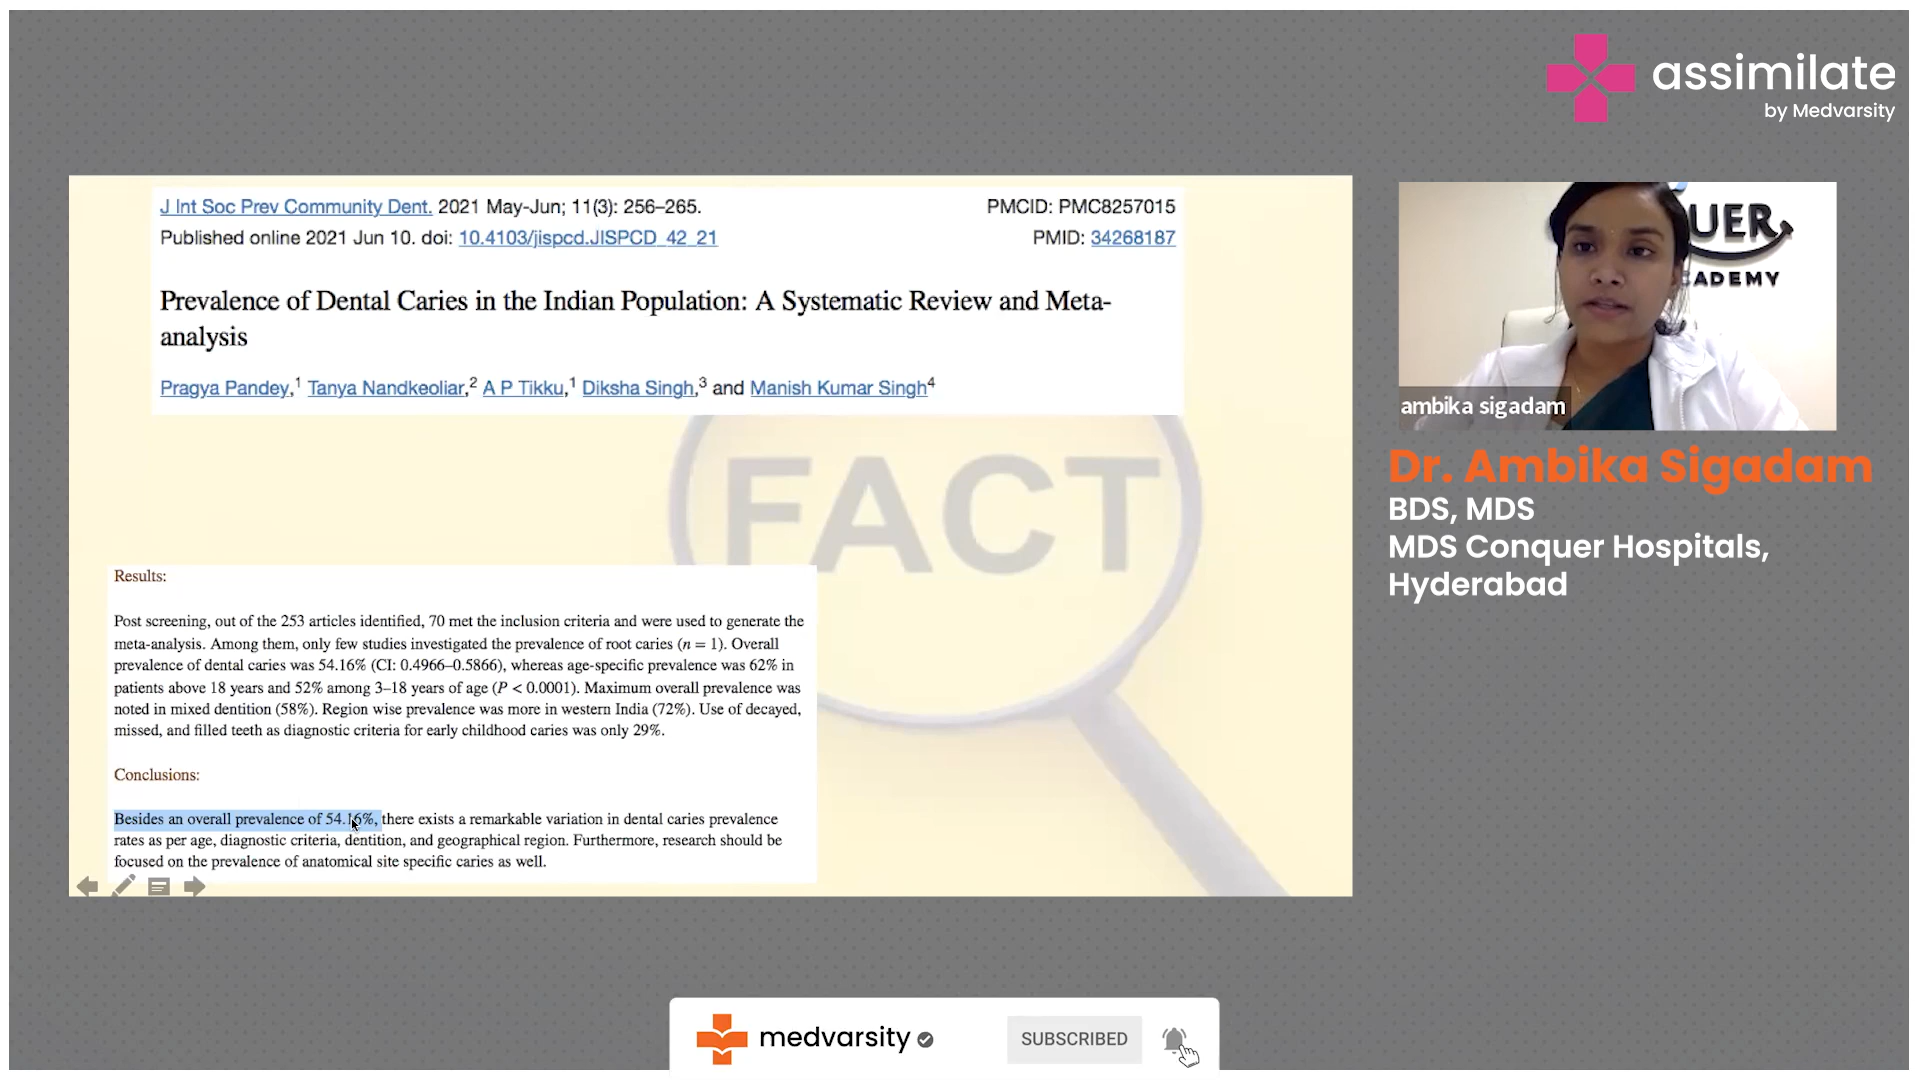 assimilate
by Medvarsity
J Int Soc Prev Community Dent. 2021 May-Jun; 11(3): 256–265.
PMCID: PMC8257015
Published online 2021 Jun 10. doi: 10.4103/jispcd.JISPCD_42_21
PMID: 34268187
Prevalence of Dental Caries in the Indian Population: A Systematic Review and Meta-
analysis
Pragya Pandey,1 Tanya Nandkeoliar,2 A P Tikku,1 Diksha Singh,3 and Manish Kumar Singh4
FACT
Results:
Post screening, out of the 253 articles identified, 70 met the inclusion criteria and were used to generate the
meta-analysis. Among them, only few studies investigated the prevalence of root caries (n = 1). Overall
prevalence of dental caries was 54.16% (CI: 0.4966–0.5866), whereas age-specific prevalence was 62% in
patients above 18 years and 52% among 3–18 years of age (P < 0.0001). Maximum overall prevalence was
noted in mixed dentition (58%). Region wise prevalence was more in western India (72%). Use of decayed,
missed, and filled teeth as diagnostic criteria for early childhood caries was only 29%.
Conclusions:
Besides an overall prevalence of 54.16%, there exists a remarkable variation in dental caries prevalence
rates as per age, diagnostic criteria, dentition, and geographical region. Furthermore, research should be
focused on the prevalence of anatomical site specific caries as well.
UER
ADEMY
ambika sigadam
Dr. Ambika Sigadam
BDS, MDS
MDS Conquer Hospitals,
Hyderabad
medvarsity
SUBSCRIBED